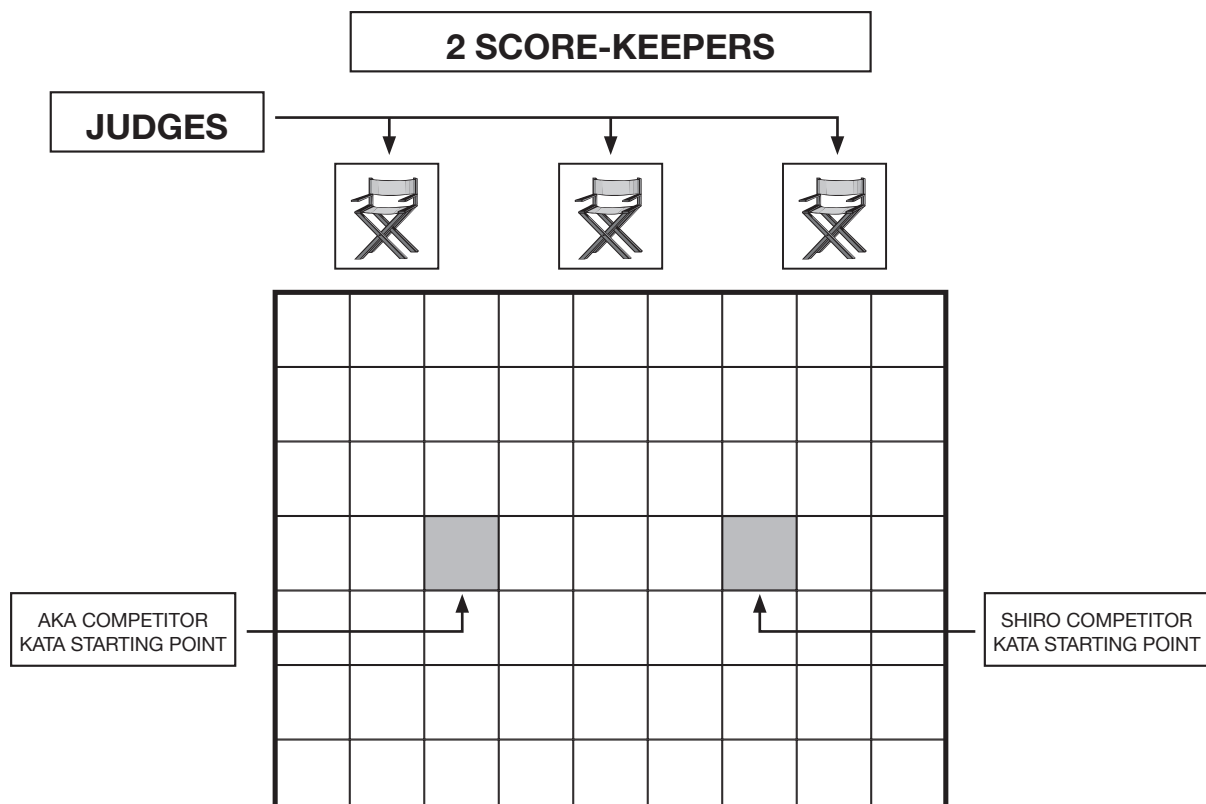 2 SCORE-KEEPERS
JUDGES
AKA COMPETITOR
KATA STARTING POINT
SHIRO COMPETITOR
KATA STARTING POINT